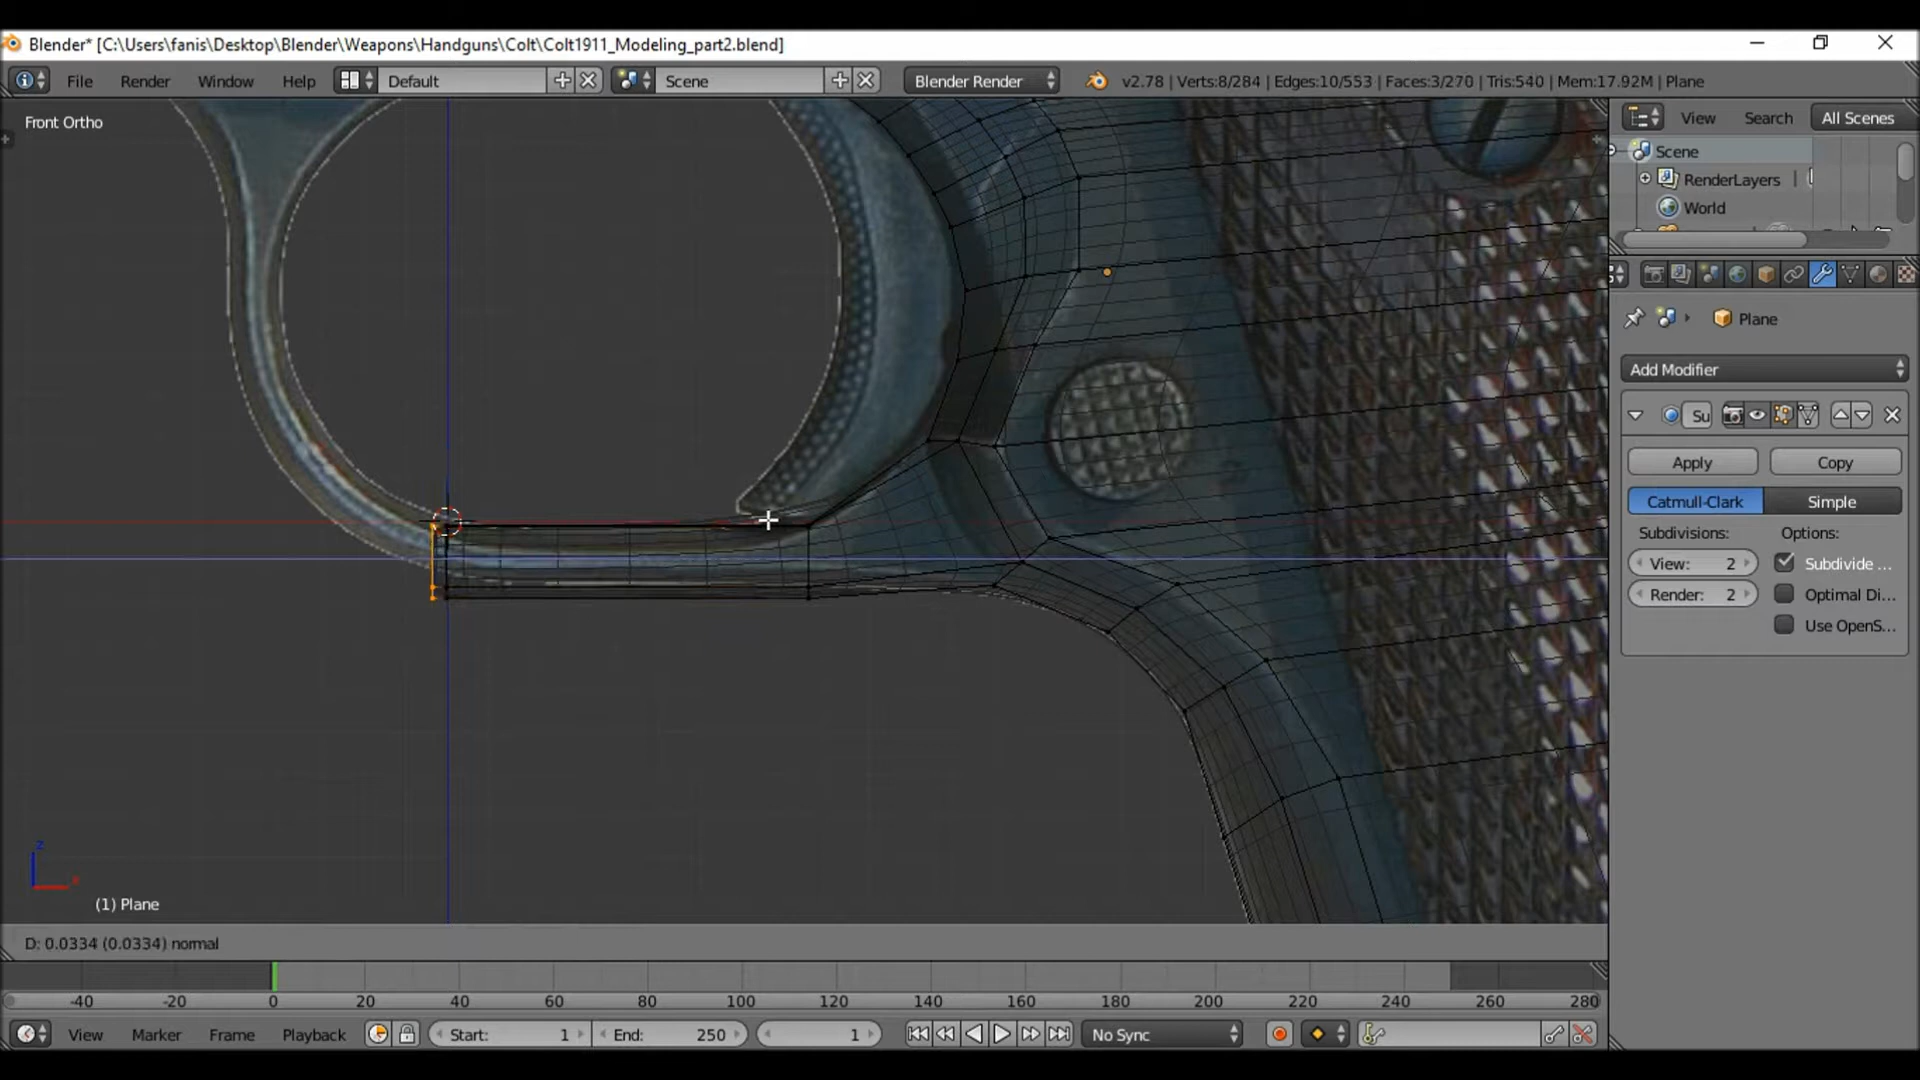 Blender* [C:\Users\fanis\Desktop\Blender\Weapons\Handguns\Colt\Colt1911_Modeling_part2.blend]
File Render Window Help Default Scene Blender Render v2.78 | Verts:8/284 | Edges:10/553 | Faces:3/270 | Tris:540 | Mem:17.92M | Plane
Front Ortho
View Search All Scenes
Scene
RenderLayers |
World
Plane
Add Modifier
Su
Apply Copy
Catmull-Clark Simple
Subdivisions: Options:
View: 2 Subdivide ...
Render: 2 Optimal Di...
Use OpenS...
z
x
(1) Plane
D: 0.0334 (0.0334) normal
-40 -20 0 20 40 60 80 100 120 140 160 180 200 220 240 260 280
View Marker Frame Playback Start: 1 End: 250 1 No Sync